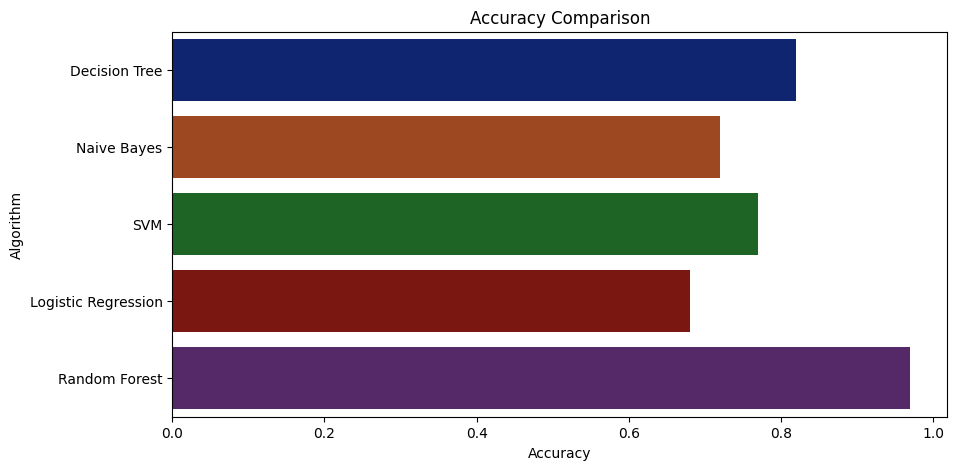 Accuracy Comparison
Algorithm
Decision Tree
Naive Bayes
SVM
Logistic Regression
Random Forest
0.0 0.2 0.4 0.6 0.8 1.0
Accuracy